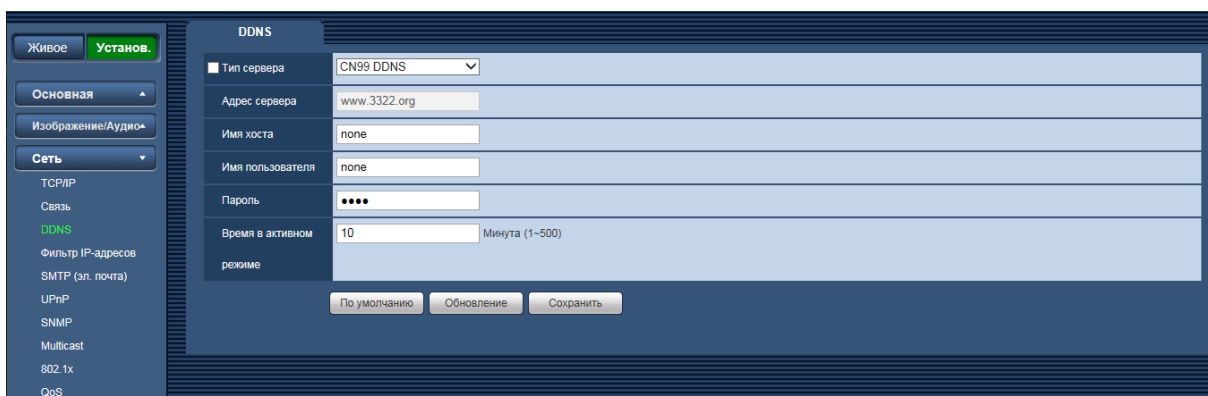 DDNS
Живое
Установ.
Тип сервера
CN99 DDNS
Основная
Адрес сервера
www.3322.org
Изображение/Аудио
Имя хоста
none
Сеть
Имя пользователя
none
TCP/IP
Пароль
••••
Связь
DDNS
Время в активном
10
Минута (1~500)
Фильтр IP-адресов
режиме
SMTP (эл. почта)
UPnP
По умолчанию
Обновление
Сохранить
SNMP
Multicast
802.1x
QoS